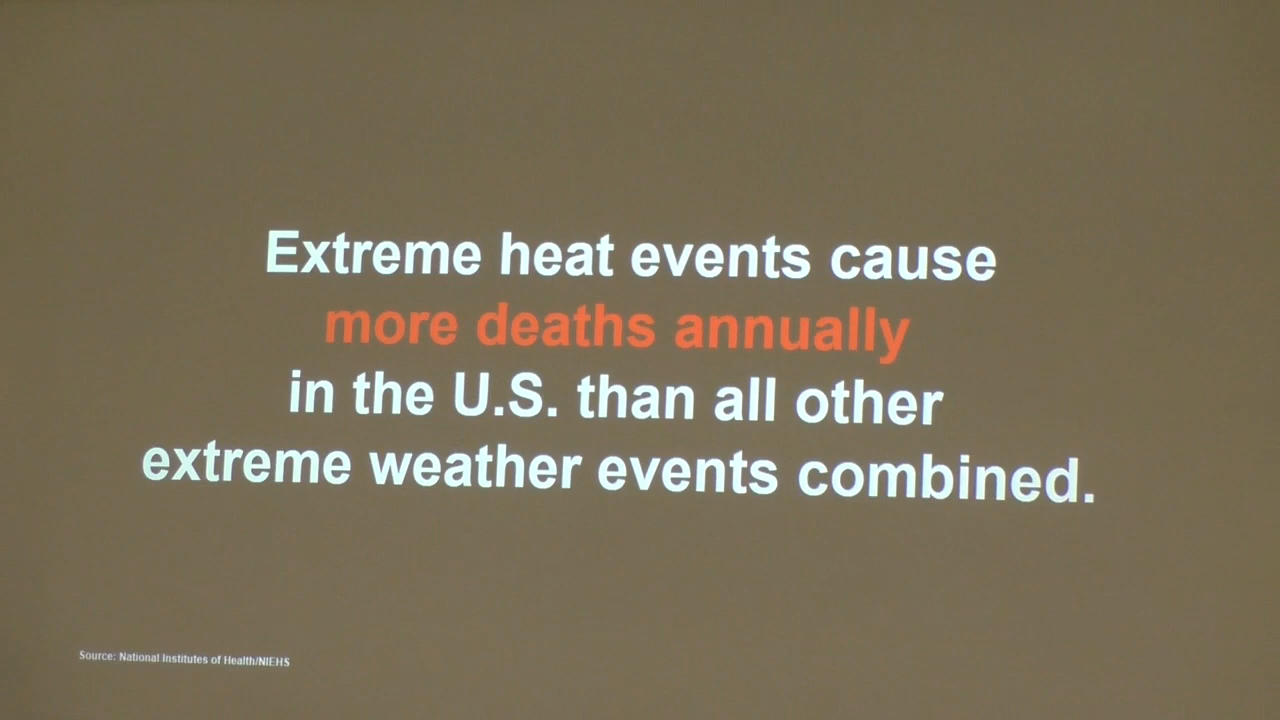 Extreme heat events cause
more deaths annually
in the U.S. than all other
extreme weather events combined.
Source: National Institutes of Health/NIEHS